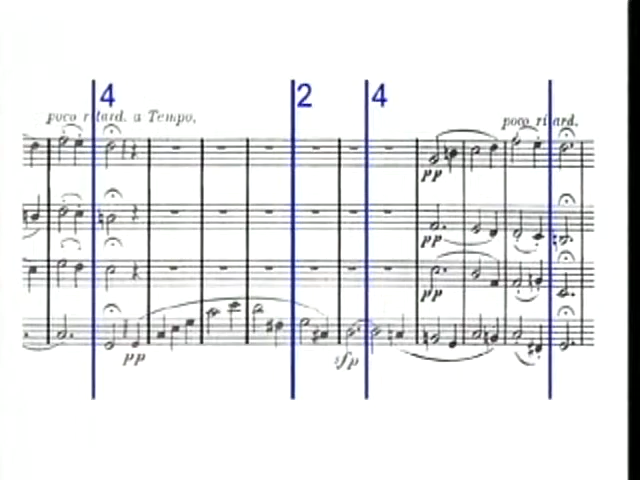 4 2 4
poco ritard. a Tempo. poco ritard.
pp
pp
pp
pp sfp